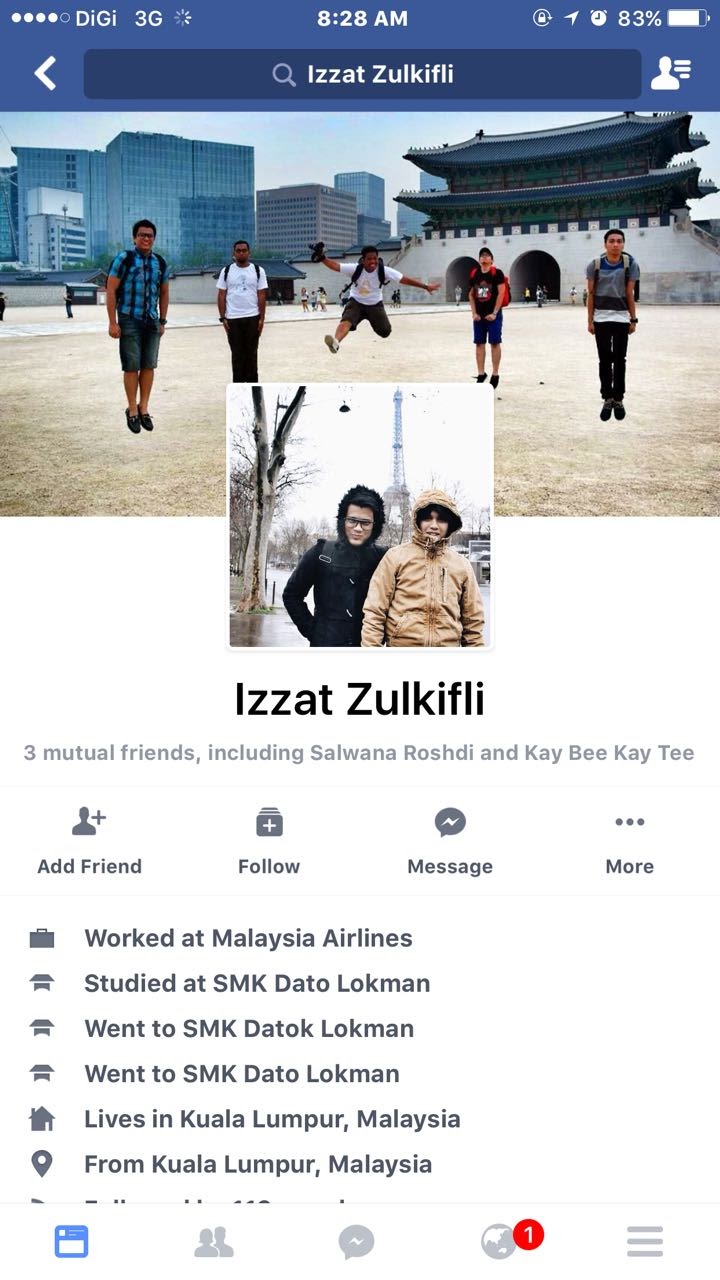 DiGi 3G 8:28 AM 83%
Izzat Zulkifli
Izzat Zulkifli
3 mutual friends, including Salwana Roshdi and Kay Bee Kay Tee
Add Friend Follow Message More
Worked at Malaysia Airlines
Studied at SMK Dato Lokman
Went to SMK Datok Lokman
Went to SMK Dato Lokman
Lives in Kuala Lumpur, Malaysia
From Kuala Lumpur, Malaysia
1